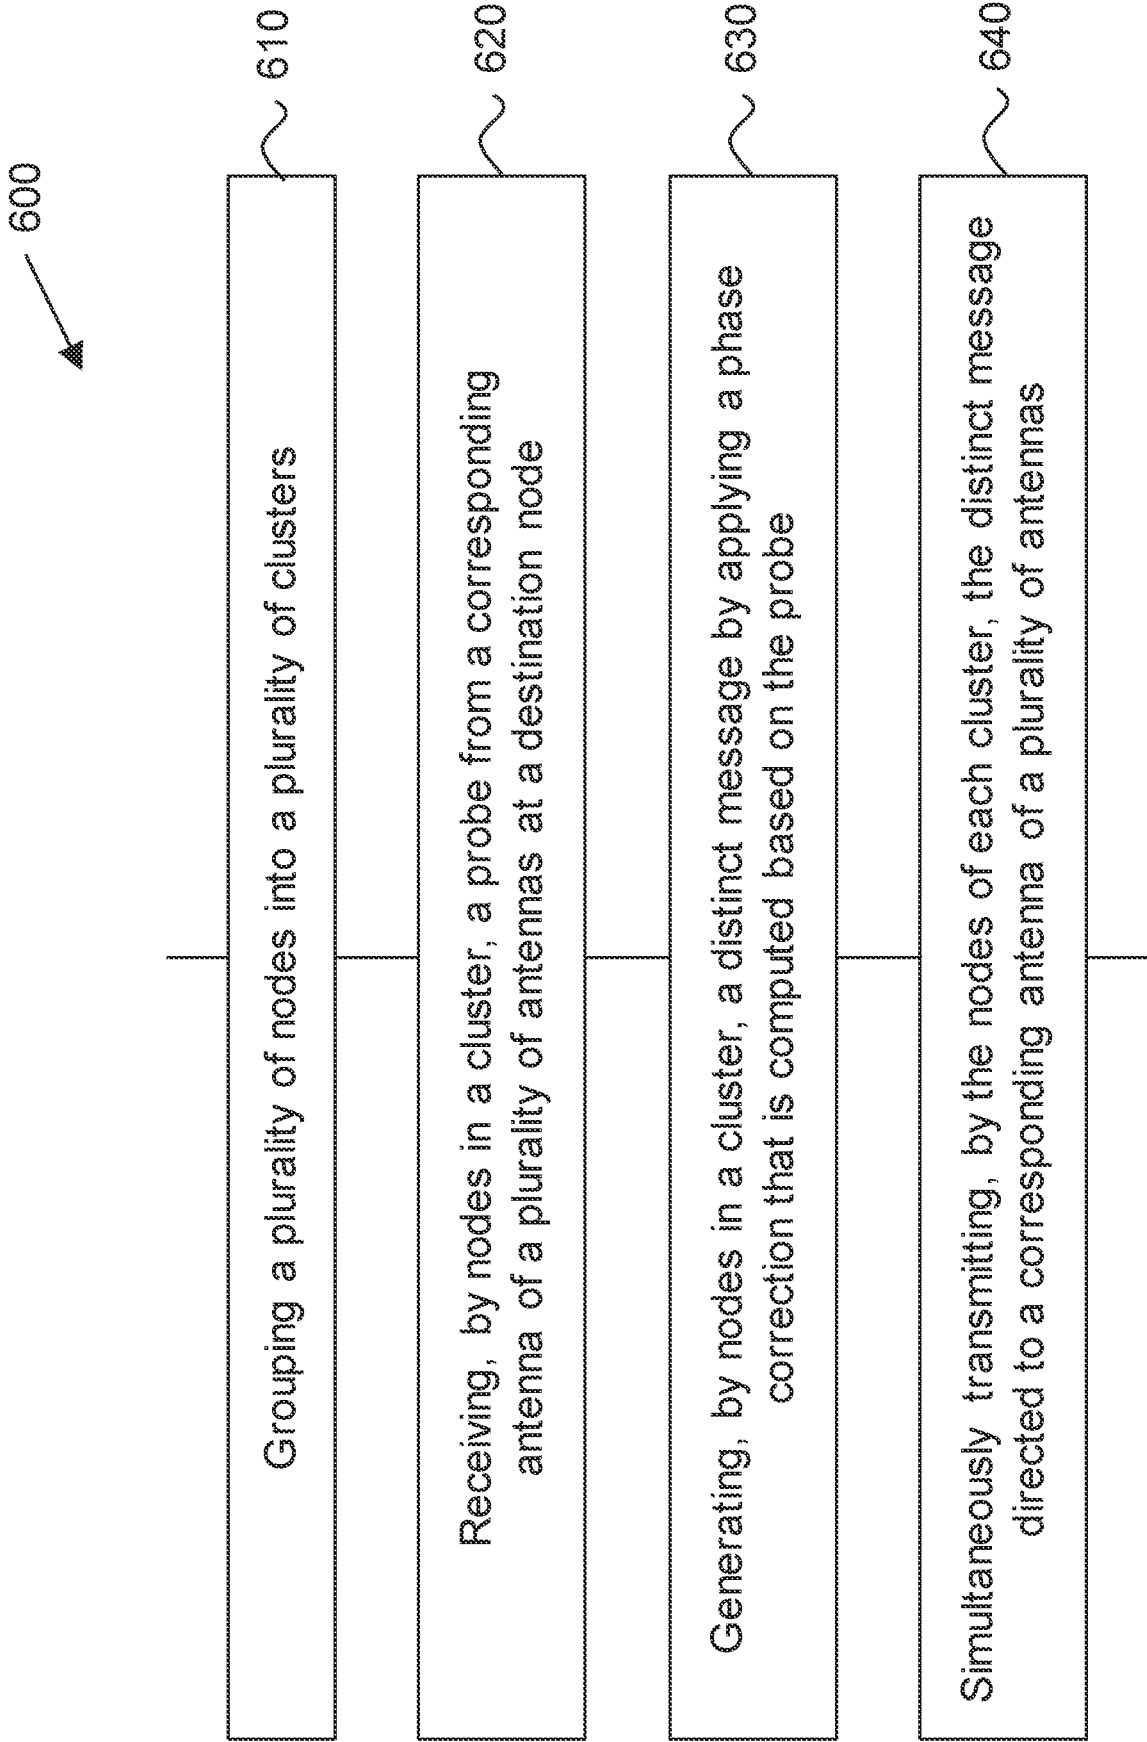 600
Grouping a plurality of nodes into a plurality of clusters
610
Receiving, by nodes in a cluster, a probe from a corresponding
antenna of a plurality of antennas at a destination node
620
Generating, by nodes in a cluster, a distinct message by applying a phase
correction that is computed based on the probe
630
Simultaneously transmitting, by the nodes of each cluster, the distinct message
directed to a corresponding antenna of a plurality of antennas
640